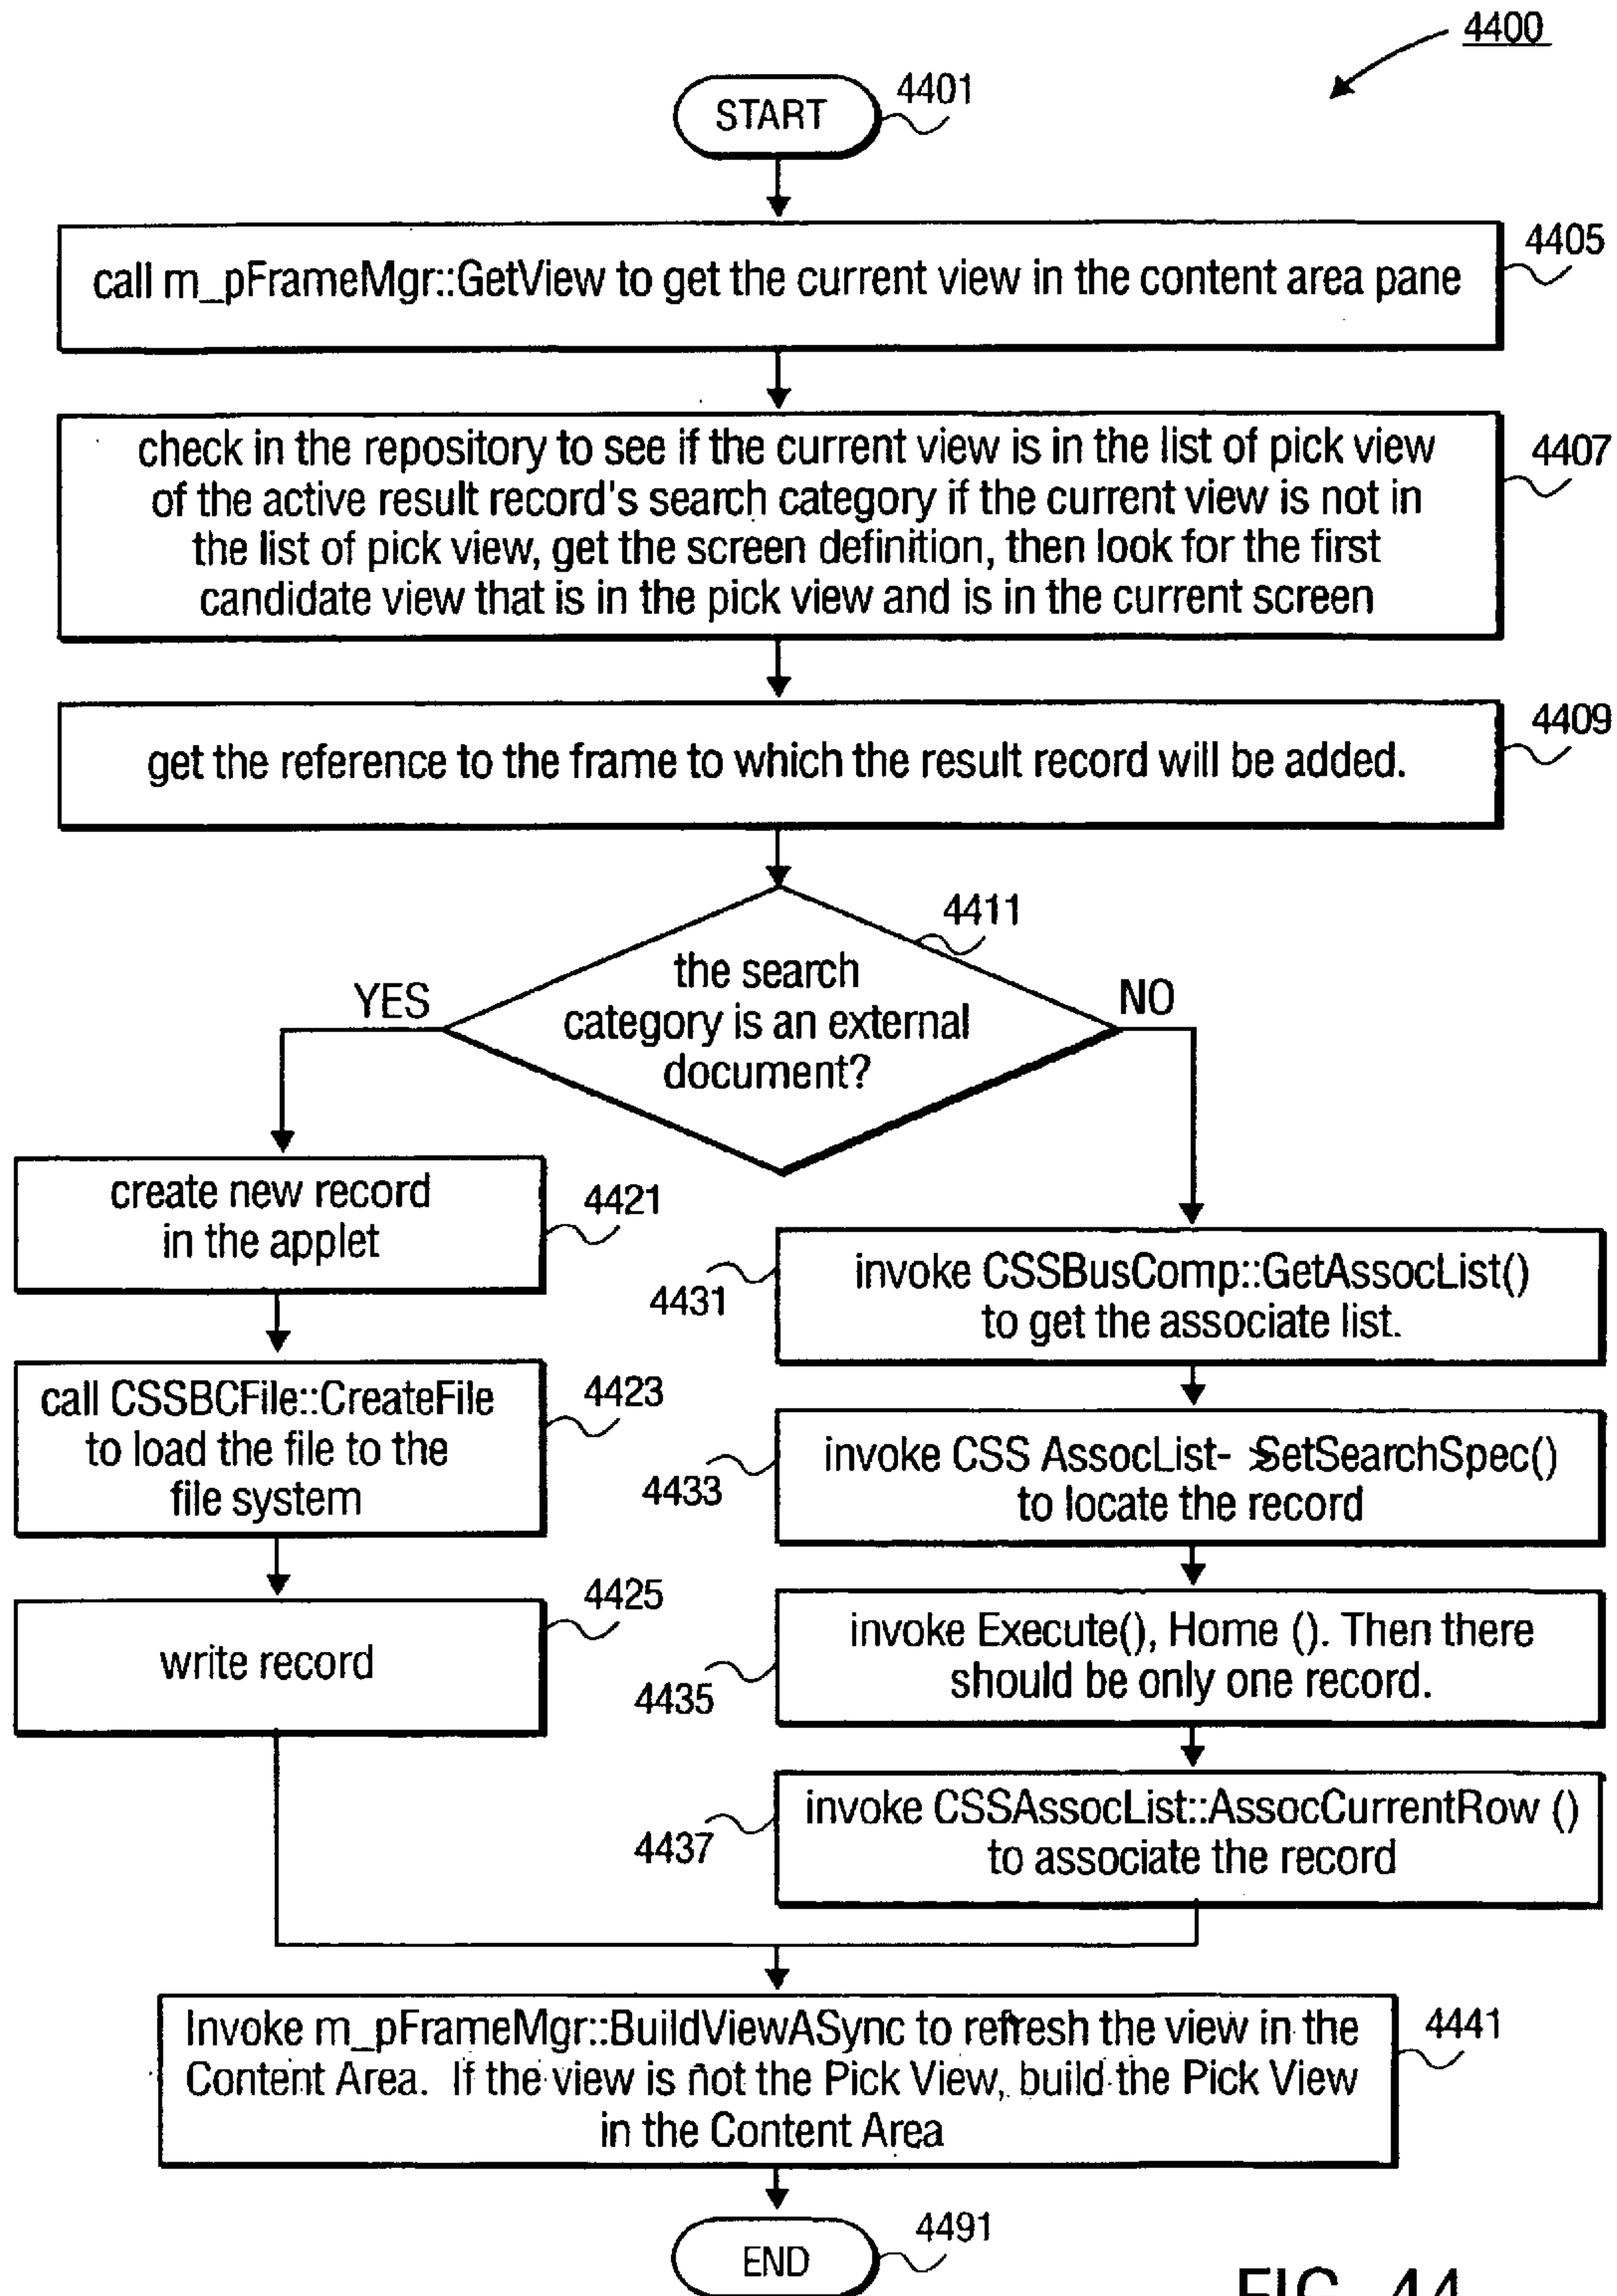 4400
START
4401
call m_pFrameMgr::GetView to get the current view in the content area pane
4405
check in the repository to see if the current view is in the list of pick view
of the active result record's search category if the current view is not in
the list of pick view, get the screen definition, then look for the first
candidate view that is in the pick view and is in the current screen
4407
get the reference to the frame to which the result record will be added.
4409
4411
the search
category is an external
document?
YES
NO
create new record
in the applet
4421
call CSSBCFile::CreateFile
to load the file to the
file system
4423
write record
4425
invoke CSSBusComp::GetAssocList()
to get the associate list.
4431
invoke CSS AssocList- >SetSearchSpec()
to locate the record
4433
invoke Execute(), Home (). Then there
should be only one record.
4435
invoke CSSAssocList::AssocCurrentRow ()
to associate the record
4437
Invoke m_pFrameMgr::BuildViewASync to refresh the view in the
Content Area. If the view is not the Pick View, build the Pick View
in the Content Area
4441
END
4491
FIG. 44